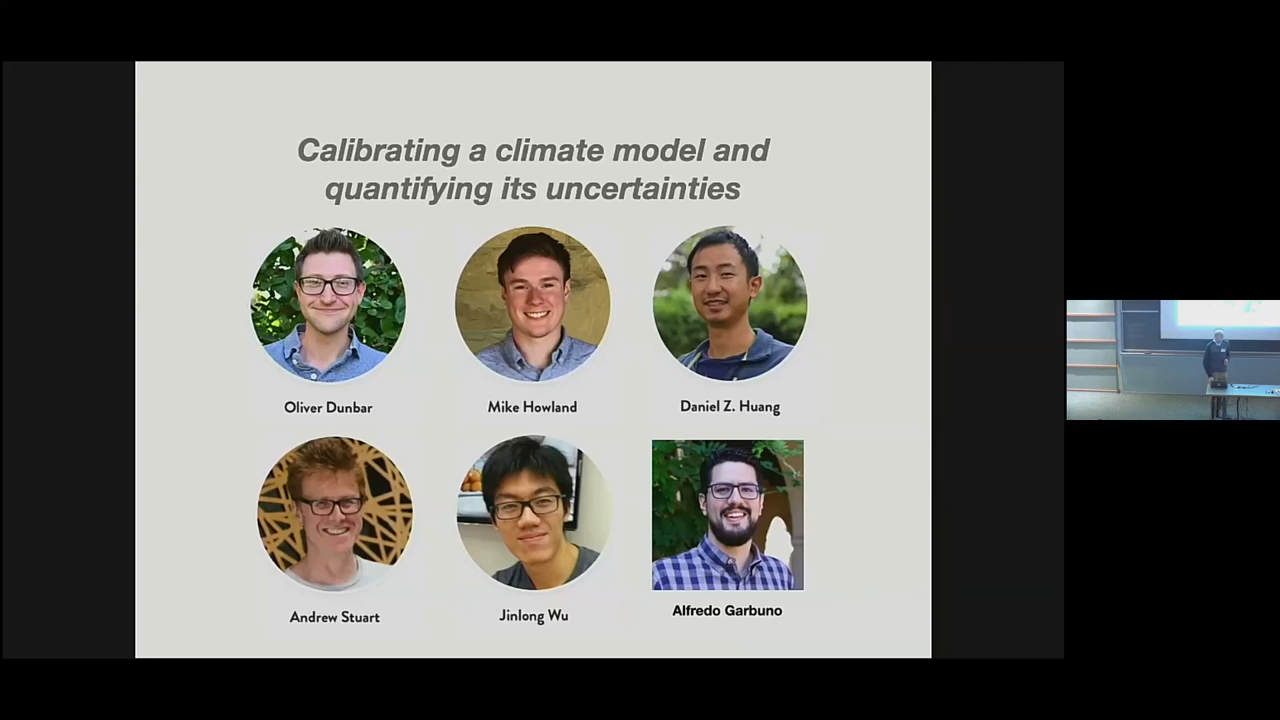 Calibrating a climate model and
quantifying its uncertainties
Oliver Dunbar
Mike Howland
Daniel Z. Huang
Andrew Stuart
Jinlong Wu
Alfredo Garbuno